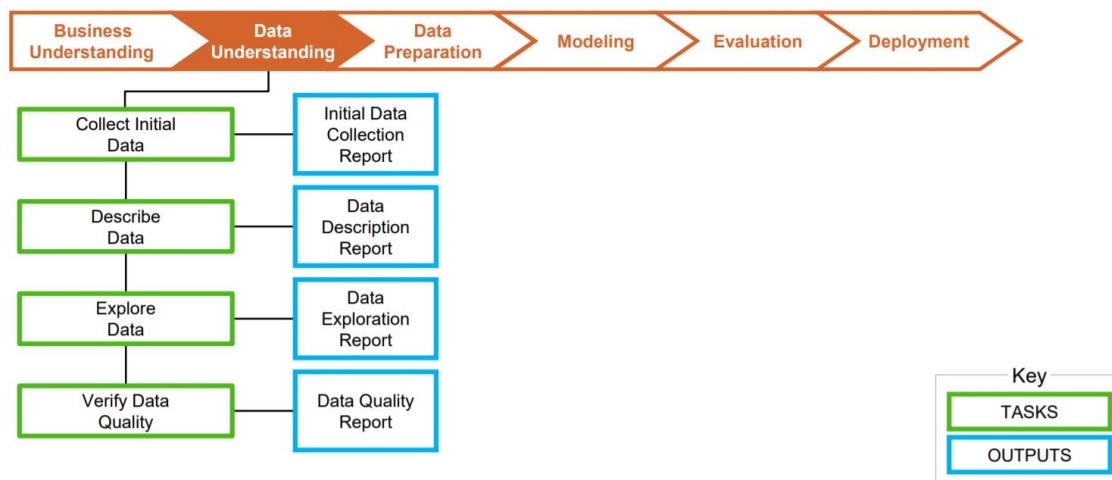 Business
Understanding
Data
Understanding
Data
Preparation
Modeling
Evaluation
Deployment
Collect Initial
Data
Initial Data
Collection
Report
Describe
Data
Data
Description
Report
Explore
Data
Data
Exploration
Report
Verify Data
Quality
Data Quality
Report
Key
TASKS
OUTPUTS